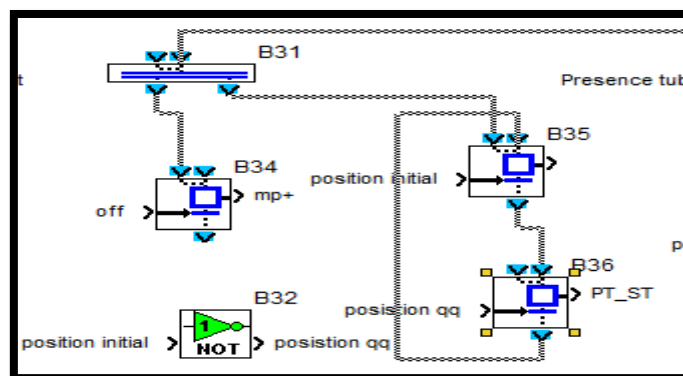 B31
t
Presence tub
B35
B34
position initial
mp+
off
p
B36
PT_ST
posistion qq
B32
1
NOT
position initial
posistion qq